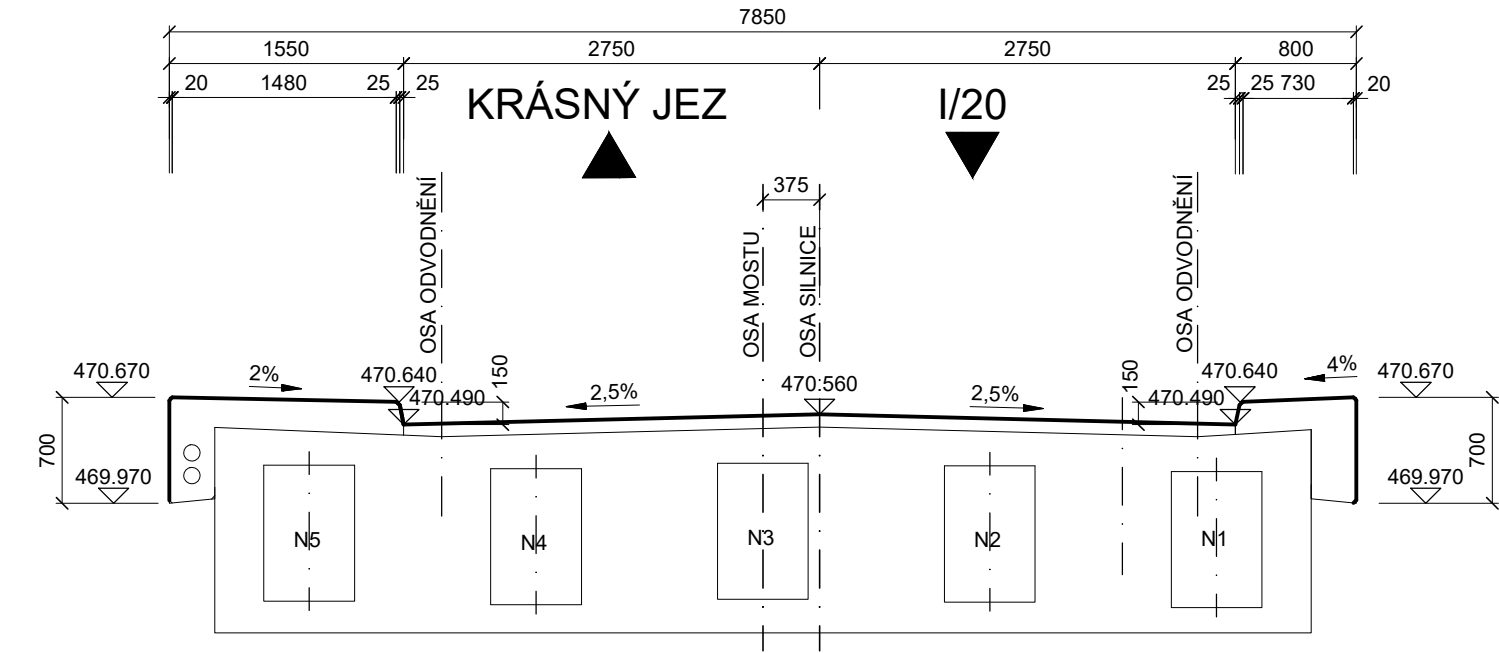 7850
1550 2750 2750 800
20 1480 25 25 25 25 730 20
KRÁSNÝ JEZ I/20
375
OSA ODVODNĚNÍ
OSA MOSTU
OSA SILNICE
OSA ODVODNĚNÍ
470.670 2% 470.640 150 2,5% 470.560 2,5% 150 470.640 4% 470.670
470.490 470.490
700 700
469.970 469.970
N5 N4 N3 N2 N1